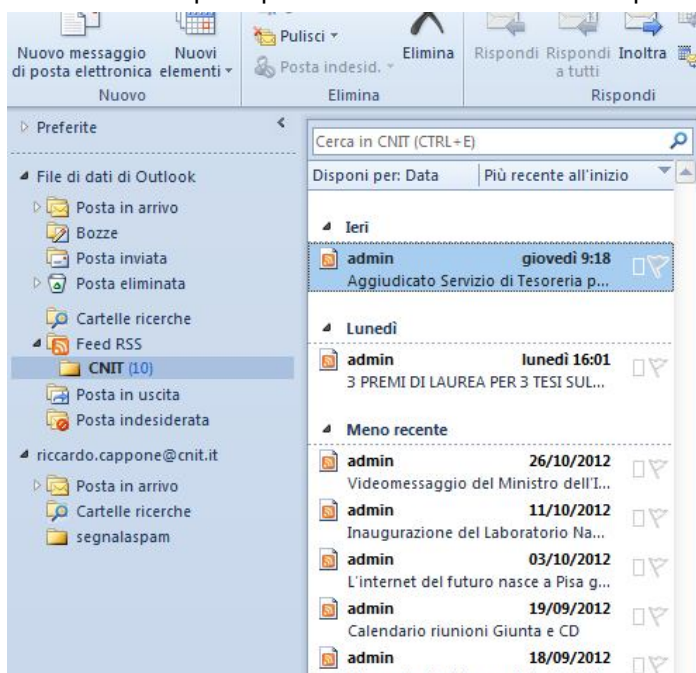 Nuovo messaggio
di posta elettronica
Nuovi
elementi
Nuovo
Pulisci
Posta indesid.
Elimina
Elimina
Rispondi
Rispondi
a tutti
Inoltra
Rispondi
Preferite
File di dati di Outlook
Posta in arrivo
Bozze
Posta inviata
Posta eliminata
Cartelle ricerche
Feed RSS
CNIT (10)
Posta in uscita
Posta indesiderata
riccardo.cappone@cnit.it
Posta in arrivo
Cartelle ricerche
segnalaspam
Cerca in CNIT (CTRL+E)
Disponi per: Data Più recente all'inizio
Ieri
admin giovedì 9:18
Aggiudicato Servizio di Tesoreria p...
Lunedì
admin lunedì 16:01
3 PREMI DI LAUREA PER 3 TESI SUL...
Meno recente
admin 26/10/2012
Videomessaggio del Ministro dell'I...
admin 11/10/2012
Inaugurazione del Laboratorio Na...
admin 03/10/2012
L'internet del futuro nasce a Pisa g...
admin 19/09/2012
Calendario riunioni Giunta e CD
admin 18/09/2012